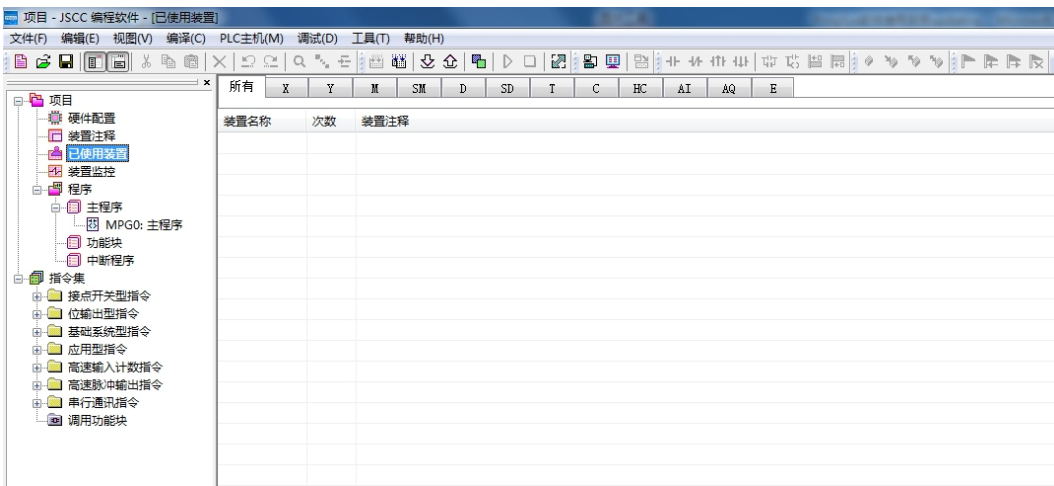 项目 - JSCC 编程软件 - [已使用装置]
文件(F) 编辑(E) 视图(V) 编译(C) PLC主机(M) 调试(D) 工具(T) 帮助(H)
项目
硬件配置
装置注释
已使用装置
装置监控
程序
主程序
MPG0: 主程序
功能块
中断程序
指令集
接点开关型指令
位输出型指令
基础系统型指令
应用型指令
高速输入计数指令
高速脉冲输出指令
串行通讯指令
调用功能块
所有 X Y M SM D SD T C HC AI AQ E
装置名称 次数 装置注释